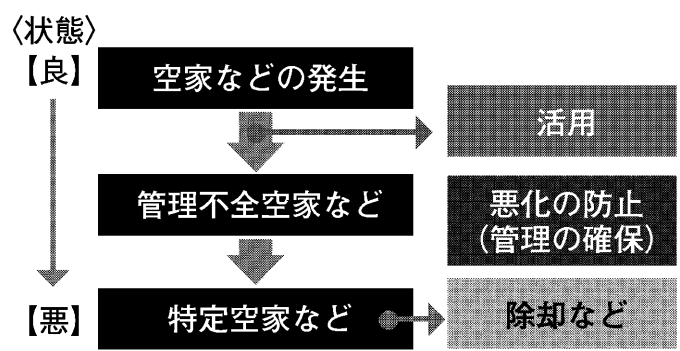 〈状態〉
【良】
空家などの発生
活用
管理不全空家など
悪化の防止
(管理の確保)
【悪】
特定空家など
除却など